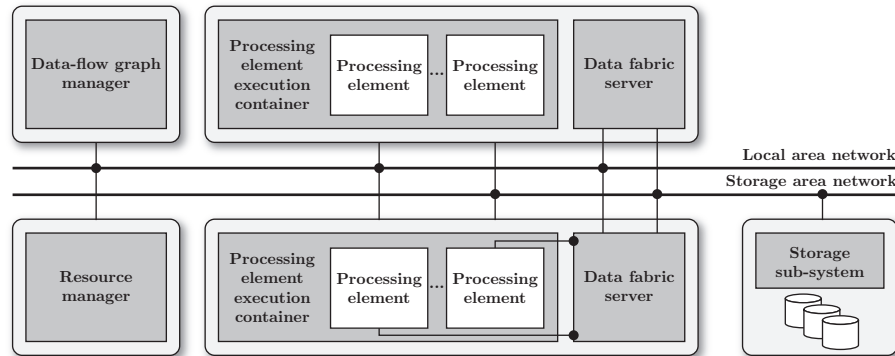 Data-flow graph
manager
Processing
element
execution
container
Processing
element
...
Processing
element
Data fabric
server
Local area network
Storage area network
Resource
manager
Processing
element
execution
container
Processing
element
...
Processing
element
Data fabric
server
Storage
sub-system